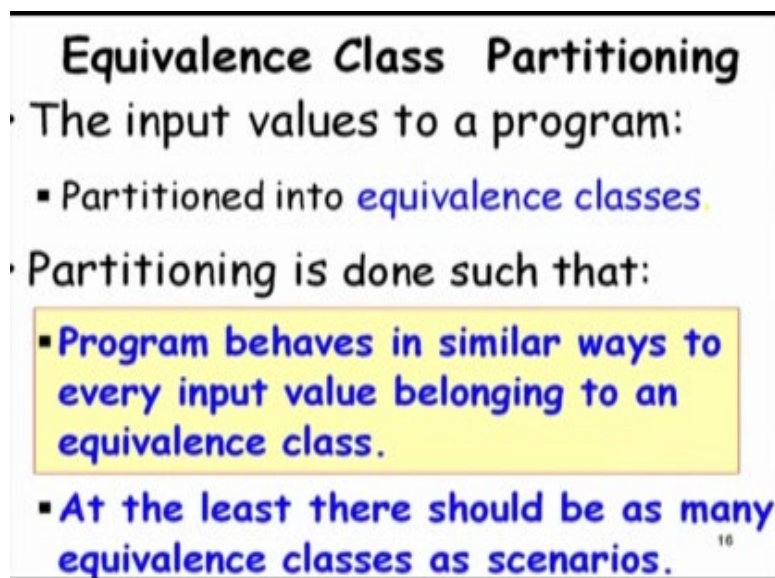 Equivalence Class Partitioning
• The input values to a program:
▪ Partitioned into equivalence classes.
• Partitioning is done such that:
▪ Program behaves in similar ways to
every input value belonging to an
equivalence class.
▪ At the least there should be as many
equivalence classes as scenarios.
16